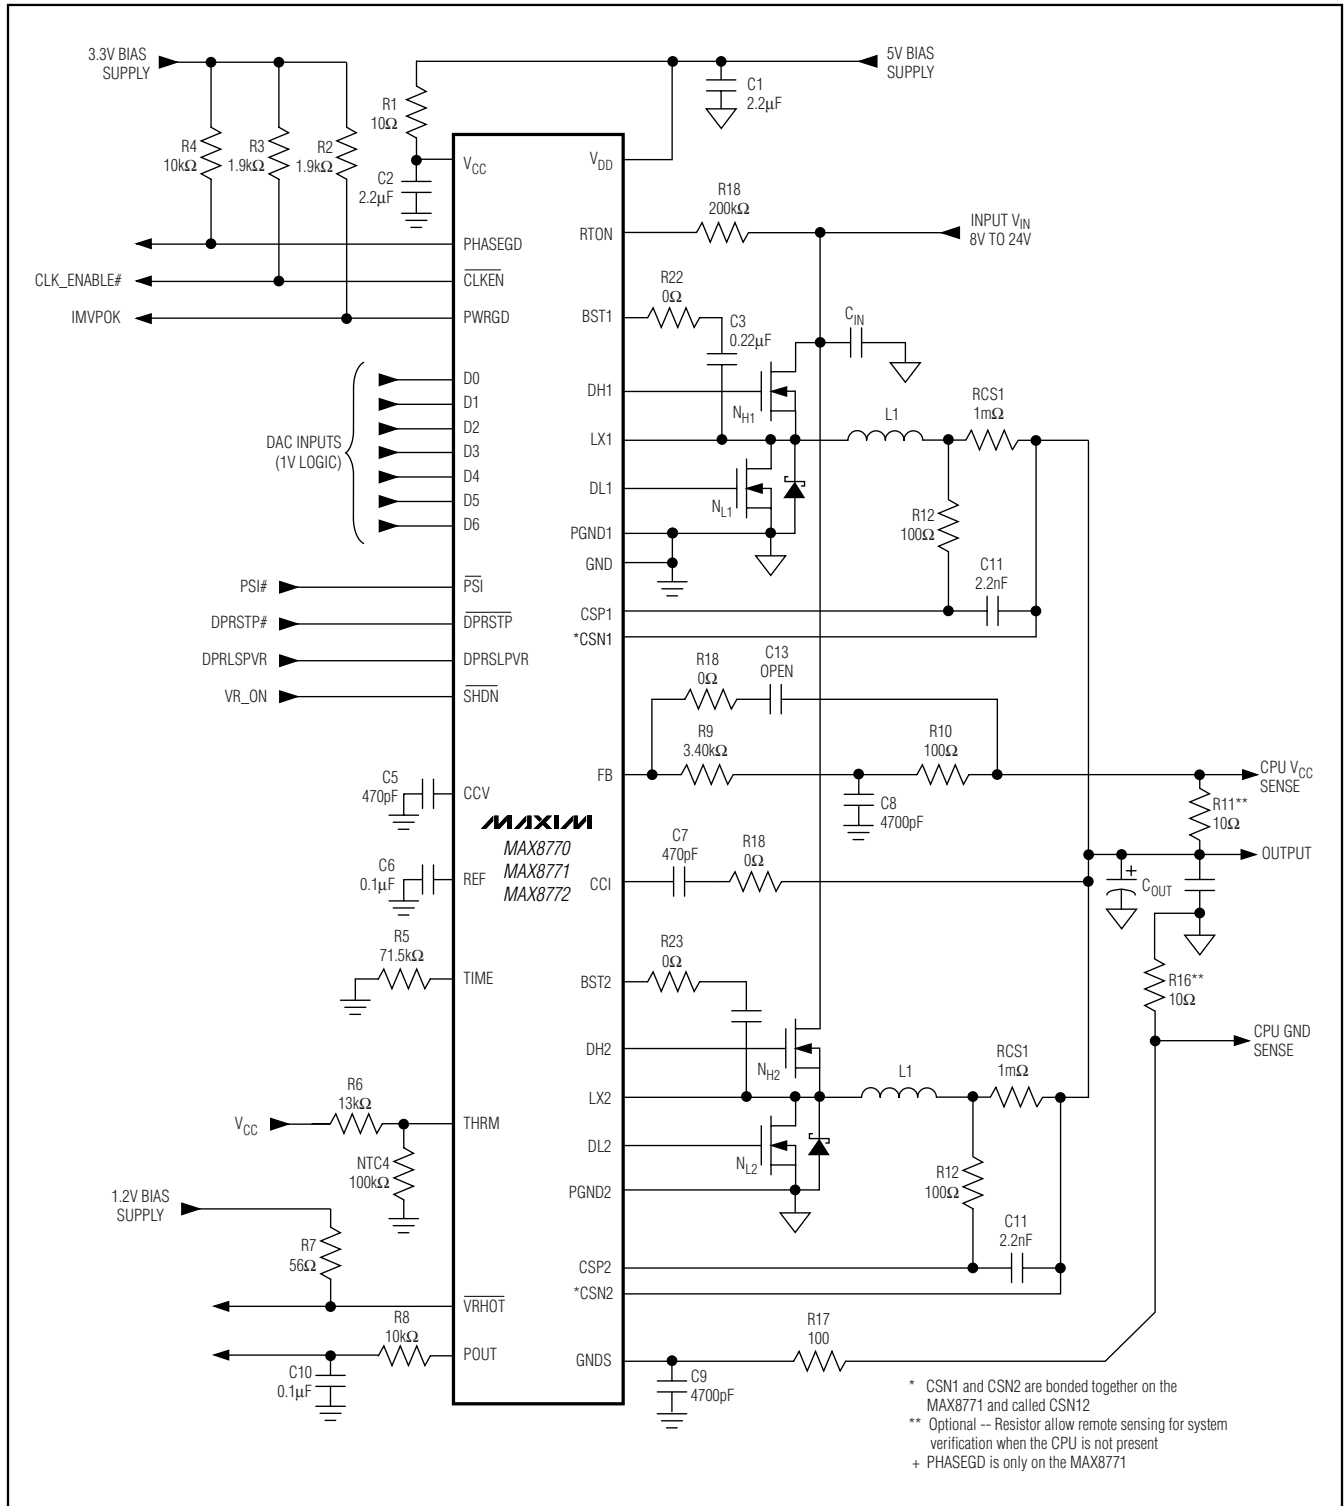 3.3V BIAS
SUPPLY
5V BIAS
SUPPLY
C1
2.2µF
R1
10Ω
R4
10kΩ
R3
1.9kΩ
R2
1.9kΩ
C2
2.2µF
VCC
VDD
R18
200kΩ
RTON
INPUT VIN
8V TO 24V
PHASEGD
CLK_ENABLE#
CLKEN
IMVPOK
PWRGD
R22
0Ω
BST1
C3
0.22µF
CIN
DH1
NH1
D0
D1
D2
D3
D4
D5
D6
DAC INPUTS
(1V LOGIC)
LX1
L1
RCS1
1mΩ
DL1
NL1
R12
100Ω
PGND1
GND
C11
2.2nF
PSI#
PSI
CSP1
DPRSTP#
DPRSTP
*CSN1
DPRLSPVR
DPRSLPVR
VR_ON
SHDN
R18
0Ω
C13
OPEN
R9
3.40kΩ
R10
100Ω
FB
CPU VCC
SENSE
C5
470pF
CCV
C8
4700pF
R11**
10Ω
MAXIM
MAX8770
MAX8771
MAX8772
C7
470pF
R18
0Ω
OUTPUT
C6
0.1µF
REF
CCI
+
COUT
R5
71.5kΩ
TIME
R23
0Ω
BST2
R16**
10Ω
DH2
NH2
CPU GND
SENSE
RCS1
1mΩ
L1
LX2
R6
13kΩ
VCC
THRM
NTC4
100kΩ
DL2
NL2
R12
100Ω
PGND2
1.2V BIAS
SUPPLY
R7
56Ω
C11
2.2nF
CSP2
*CSN2
VRHOT
R8
10kΩ
POUT
C10
0.1µF
R17
100
GNDS
C9
4700pF
* CSN1 and CSN2 are bonded together on the
MAX8771 and called CSN12
** Optional -- Resistor allow remote sensing for system
verification when the CPU is not present
+ PHASEGD is only on the MAX8771